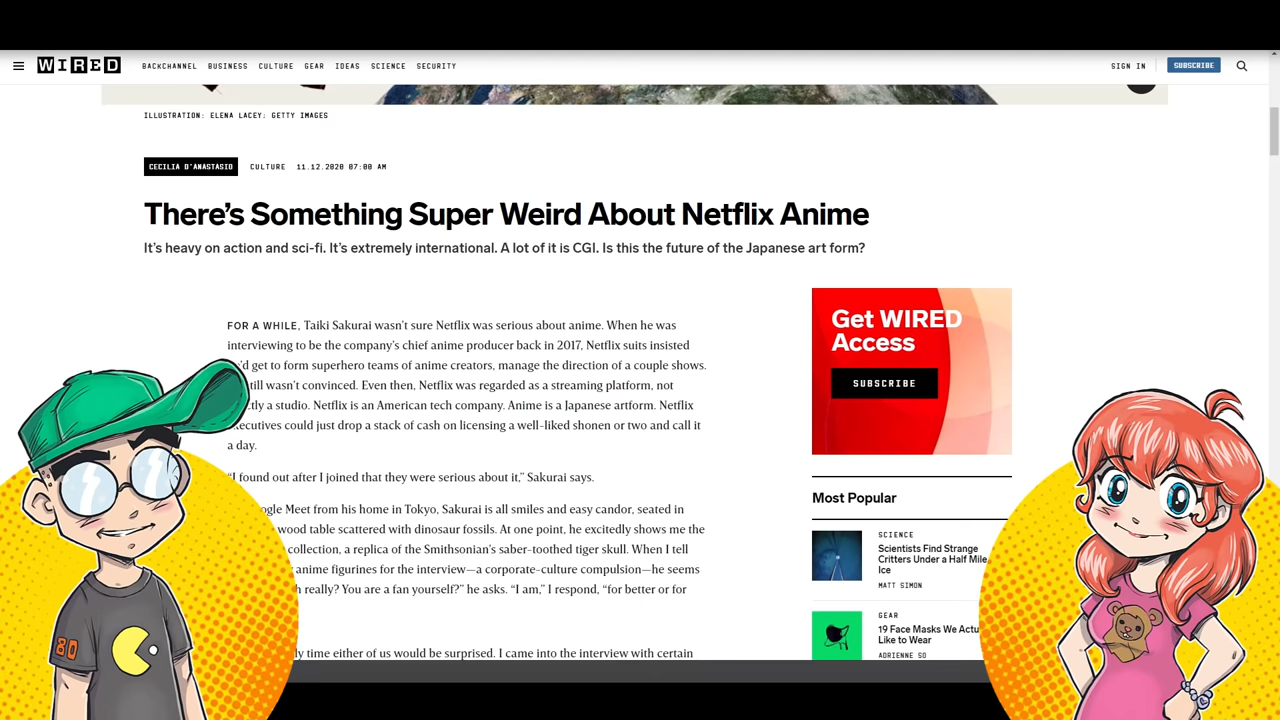 WIRED
BACKCHANNEL BUSINESS CULTURE GEAR IDEAS SCIENCE SECURITY
SIGN IN
SUBSCRIBE
ILLUSTRATION: ELENA LACEY; GETTY IMAGES
CECILIA D'ANASTASIO CULTURE 11.12.2020 07:00 AM
There's Something Super Weird About Netflix Anime
It's heavy on action and sci-fi. It's extremely international. A lot of it is CGI. Is this the future of the Japanese art form?
FOR A WHILE, Taiki Sakurai wasn't sure Netflix was serious about anime. When he was
interviewing to be the company's chief anime producer back in 2017, Netflix suits insisted
get to form superhero teams of anime creators, manage the direction of a couple shows.
still wasn't convinced. Even then, Netflix was regarded as a streaming platform, not
a studio. Netflix is an American tech company. Anime is a Japanese artform. Netflix
executives could just drop a stack of cash on licensing a well-liked shonen or two and call it
a day.
"I found out after I joined that they were serious about it," Sakurai says.
Meet from his home in Tokyo, Sakurai is all smiles and easy candor, seated in
wood table scattered with dinosaur fossils. At one point, he excitedly shows me the
collection, a replica of the Smithsonian's saber-toothed tiger skull. When I tell
anime figurines for the interview—a corporate-culture compulsion—he seems
really? You are a fan yourself?" he asks. "I am," I respond, "for better or for
time either of us would be surprised. I came into the interview with certain
Get WIRED
Access
SUBSCRIBE
Most Popular
SCIENCE
Scientists Find Strange
Critters Under a Half Mile
Ice
MATT SIMON
GEAR
19 Face Masks We Actu
Like to Wear
ADRIENNE SO
80